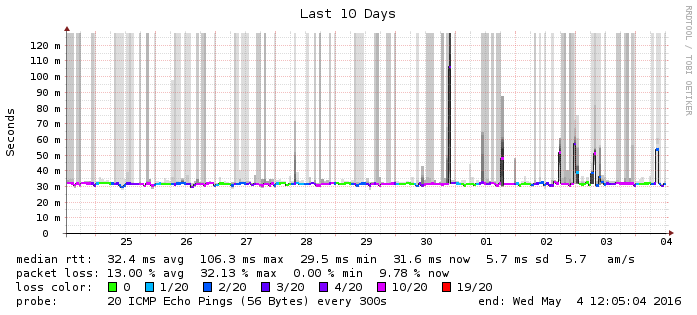 Last 10 Days
RRDTOOL / TOBI OETIKER
Seconds
120 m
110 m
100 m
90 m
80 m
70 m
60 m
50 m
40 m
30 m
20 m
10 m
0
25 26 27 28 29 30 01 02 03 04
median rtt: 32.4 ms avg 106.3 ms max 29.5 ms min 31.6 ms now 5.7 ms sd 5.7 am/s
packet loss: 13.00 % avg 32.13 % max 0.00 % min 9.78 % now
loss color: 0 1/20 2/20 3/20 4/20 10/20 19/20
probe: 20 ICMP Echo Pings (56 Bytes) every 300s end: Wed May 4 12:05:04 2016